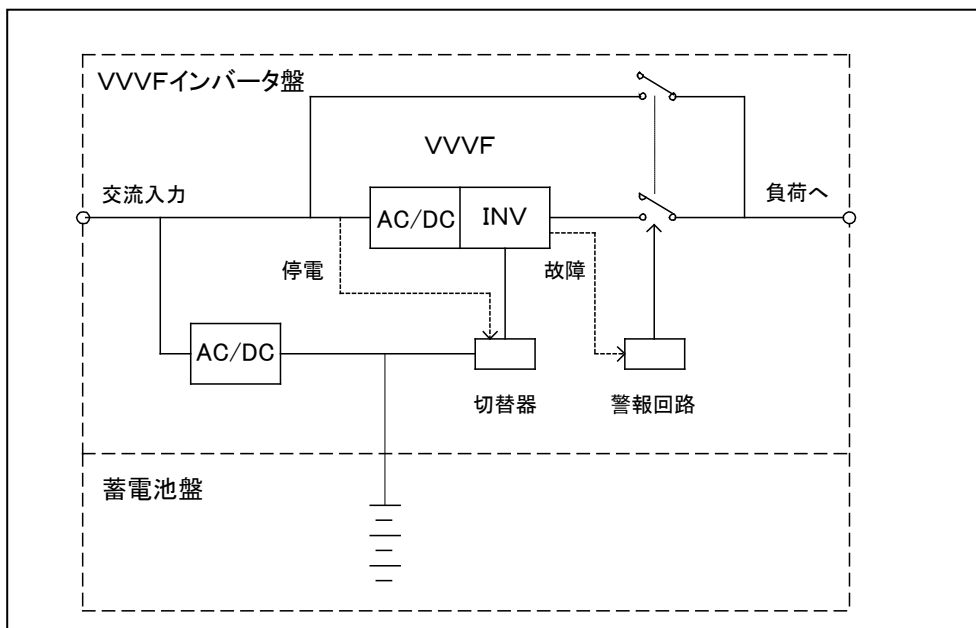 VVVFインバータ盤
VVVF
交流入力
負荷へ
AC/DC
INV
停電
故障
AC/DC
切替器
警報回路
蓄電池盤